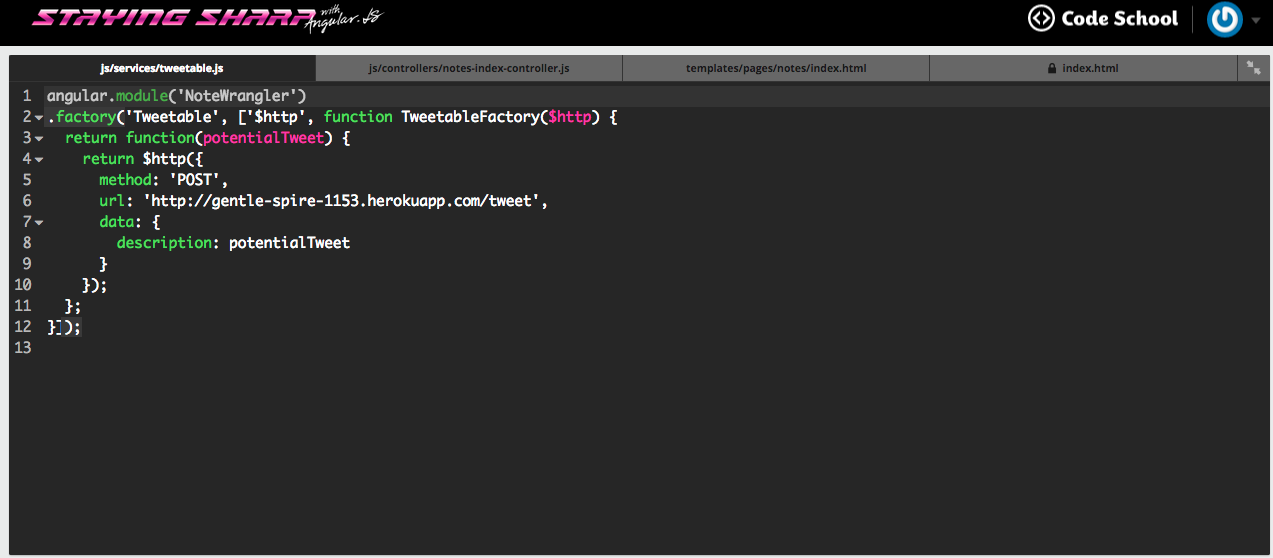 STAYING SHARP with Angular.JS
Code School
js/services/tweetable.js
js/controllers/notes-index-controller.js
templates/pages/notes/index.html
index.html
1 angular.module('NoteWrangler')
2 .factory('Tweetable', ['$http', function TweetableFactory($http) {
3 return function(potentialTweet) {
4 return $http({
5 method: 'POST',
6 url: 'http://gentle-spire-1153.herokuapp.com/tweet',
7 data: {
8 description: potentialTweet
9 }
10 });
11 };
12 }]);
13